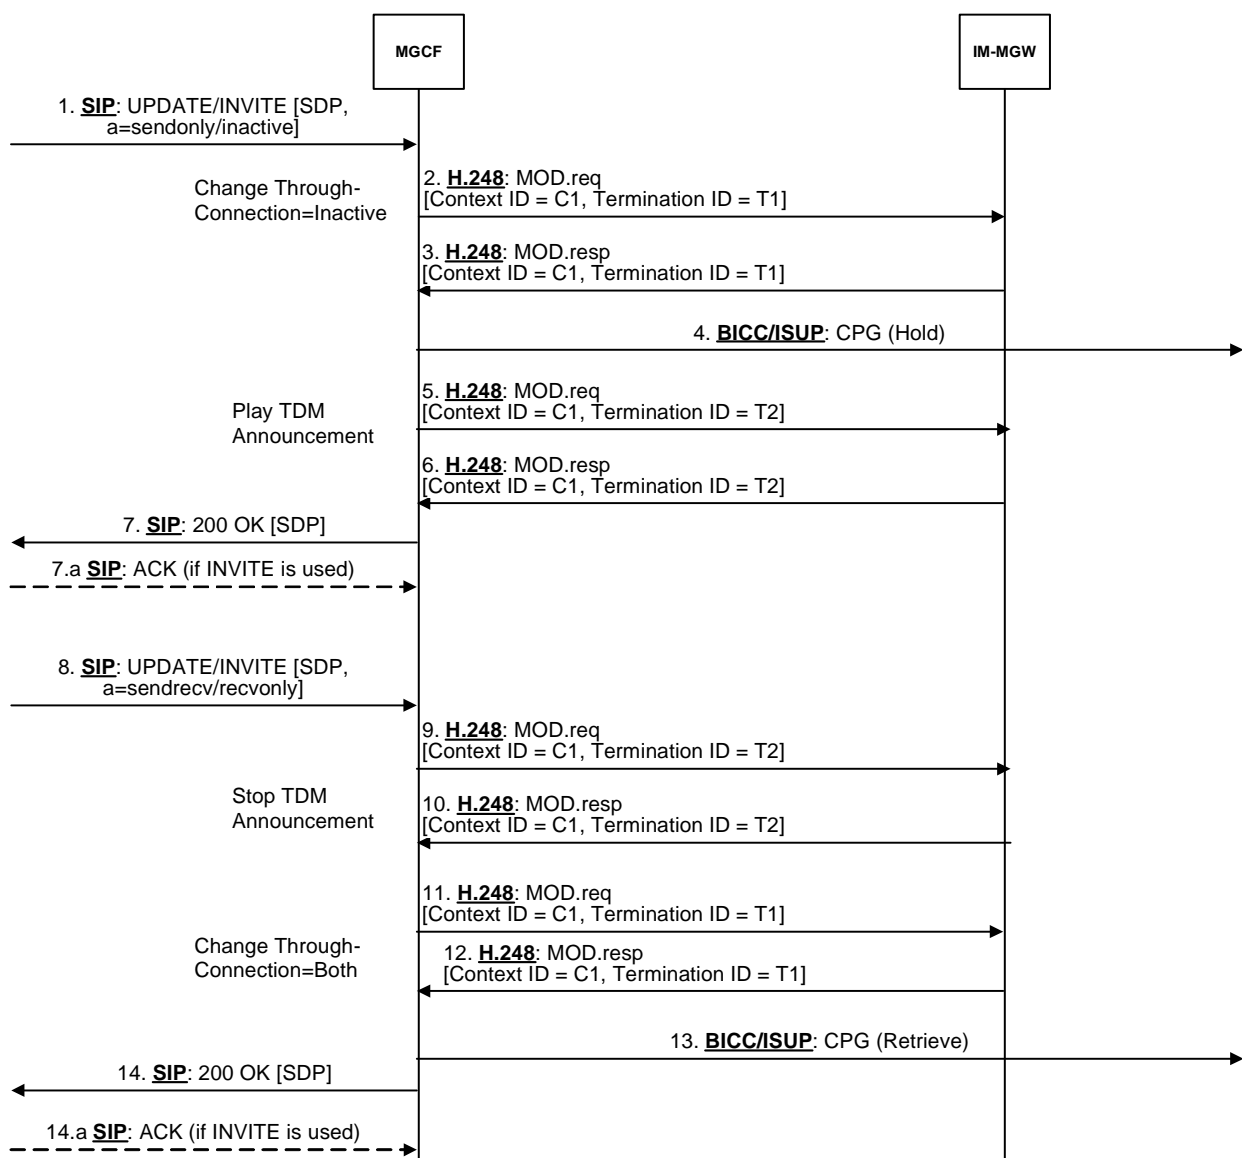 MGCF
IM-MGW
1. SIP: UPDATE/INVITE [SDP,
a=sendonly/inactive]
Change Through-
Connection=Inactive
2. H.248: MOD.req
[Context ID = C1, Termination ID = T1]
3. H.248: MOD.resp
[Context ID = C1, Termination ID = T1]
4. BICC/ISUP: CPG (Hold)
Play TDM
Announcement
5. H.248: MOD.req
[Context ID = C1, Termination ID = T2]
6. H.248: MOD.resp
[Context ID = C1, Termination ID = T2]
7. SIP: 200 OK [SDP]
7.a SIP: ACK (if INVITE is used)
8. SIP: UPDATE/INVITE [SDP,
a=sendrecv/recvonly]
9. H.248: MOD.req
[Context ID = C1, Termination ID = T2]
Stop TDM
Announcement
10. H.248: MOD.resp
[Context ID = C1, Termination ID = T2]
11. H.248: MOD.req
[Context ID = C1, Termination ID = T1]
Change Through-
Connection=Both
12. H.248: MOD.resp
[Context ID = C1, Termination ID = T1]
13. BICC/ISUP: CPG (Retrieve)
14. SIP: 200 OK [SDP]
14.a SIP: ACK (if INVITE is used)